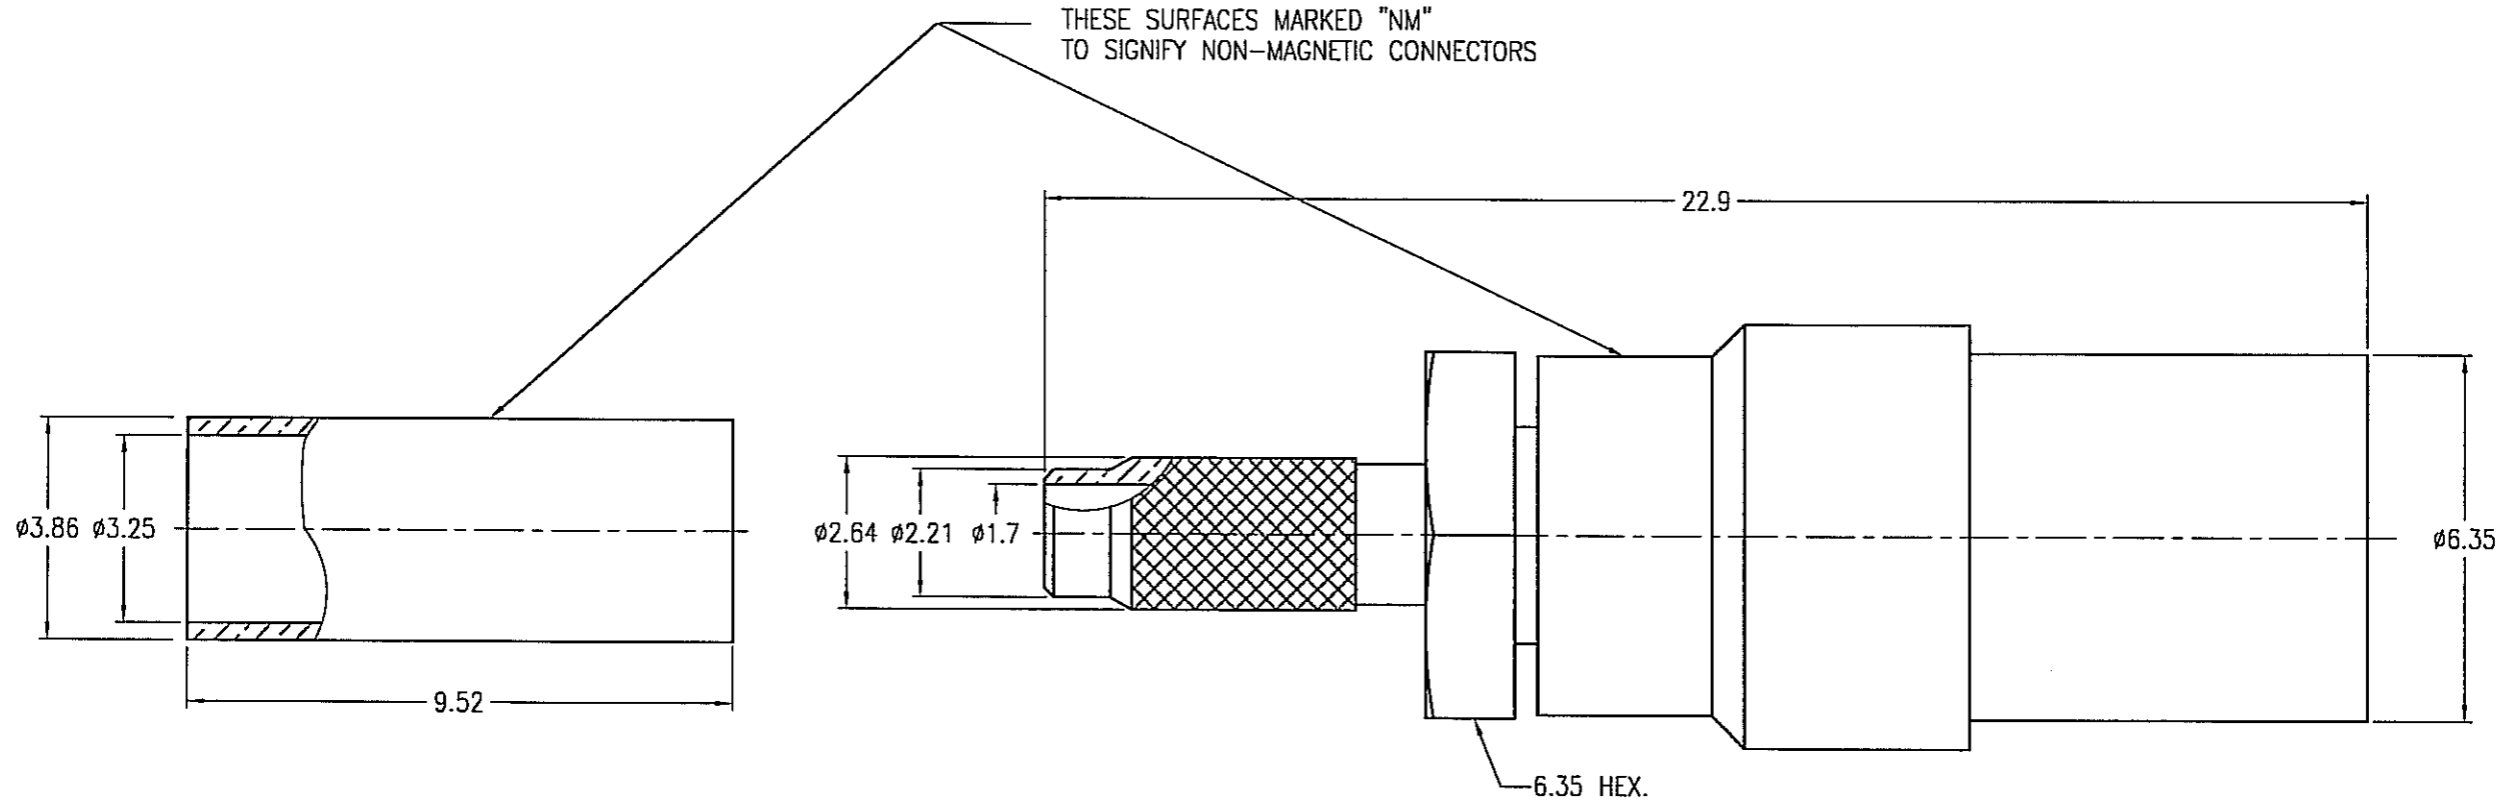 THESE SURFACES MARKED "NM"
TO SIGNIFY NON-MAGNETIC CONNECTORS
22.9
ø3.86 ø3.25
ø2.64 ø2.21 ø1.7
ø6.35
9.52
6.35 HEX.